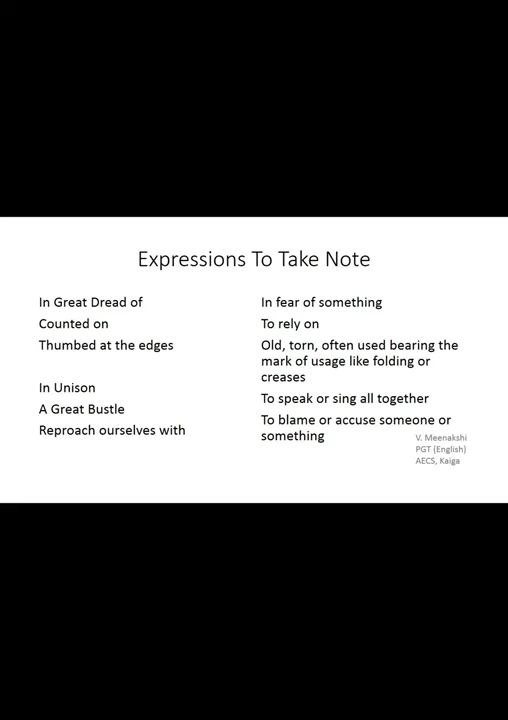 Expressions To Take Note
In Great Dread of
Counted on
Thumbed at the edges
In Unison
A Great Bustle
Reproach ourselves with
In fear of something
To rely on
Old, torn, often used bearing the
mark of usage like folding or
creases
To speak or sing all together
To blame or accuse someone or
something
V. Meenakshi
PGT (English)
AECS, Kaiga